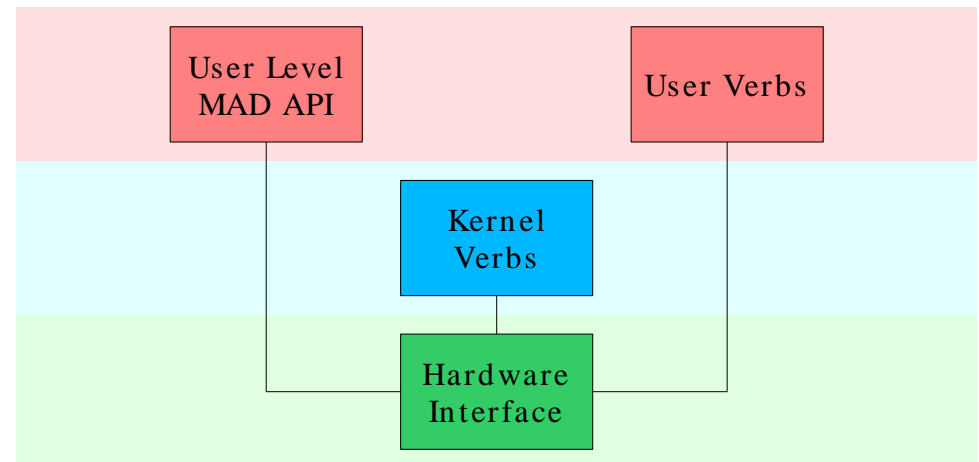 User Level
MAD API
User Verbs
Kernel
Verbs
Hardware
Interface